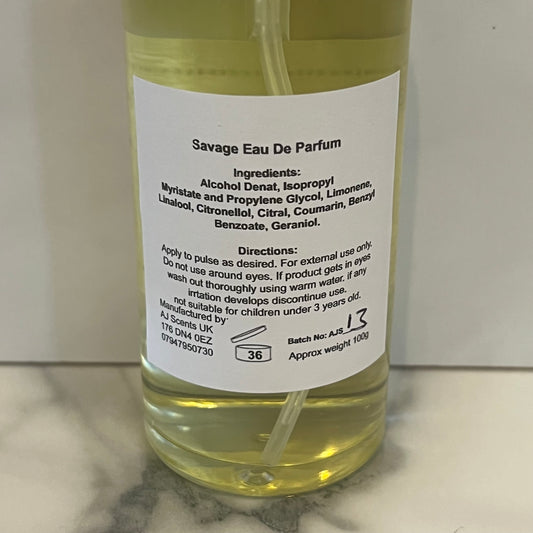 Savage Eau De Parfum
Ingredients:
Alcohol Denat, Isopropyl
Myristate and Propylene Glycol, Limonene,
Linalool, Citronellol, Citral, Coumarin, Benzyl
Benzoate, Geraniol.
Directions:
Apply to pulse as desired. For external use only.
Do not use around eyes. If product gets in eyes
wash out thoroughly using warm water. if any
irrtation develops discontinue use.
not suitable for children under 3 years old.
Manufactured by
AJ Scents UK
176 DN4 0EZ
07947950730
36
Batch No: AJS 13
Approx weight 100g